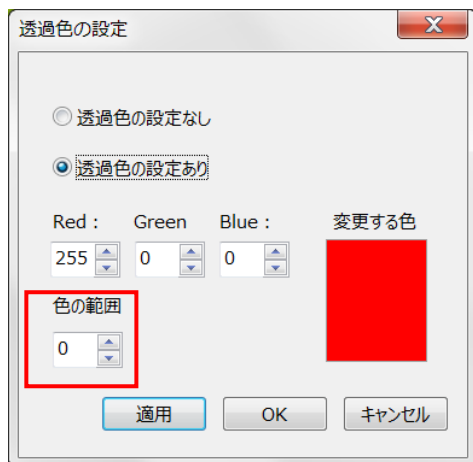 透過色の設定
透過色の設定なし
透過色の設定あり
Red : Green Blue : 変更する色
255 0 0
色の範囲
0
適用 OK キャンセル